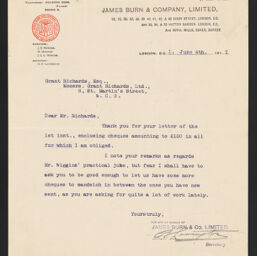 JAMES BURN & COMPANY, LIMITED,
LONDON, E.C. 1, June 4th, 191
Grant Richards, Esq.,
Messrs. Grant Richards, Ltd.,
8, St. Martin's Street,
W. C. 2.
Dear Mr. Richards,
Thank you for your letter of the
1st inst., enclosing cheques amounting to £100 in all
for which I am obliged.
I note your remarks as regards
Mr. Wiggins' practical joke, but fear I shall have to
ask you to be good enough to let us have some more
cheques to sandwich in between the ones you have now
sent, as you are asking for quite a lot of work lately.
Yours truly,
JAMES BURN & Co. LIMITED.
Secretary